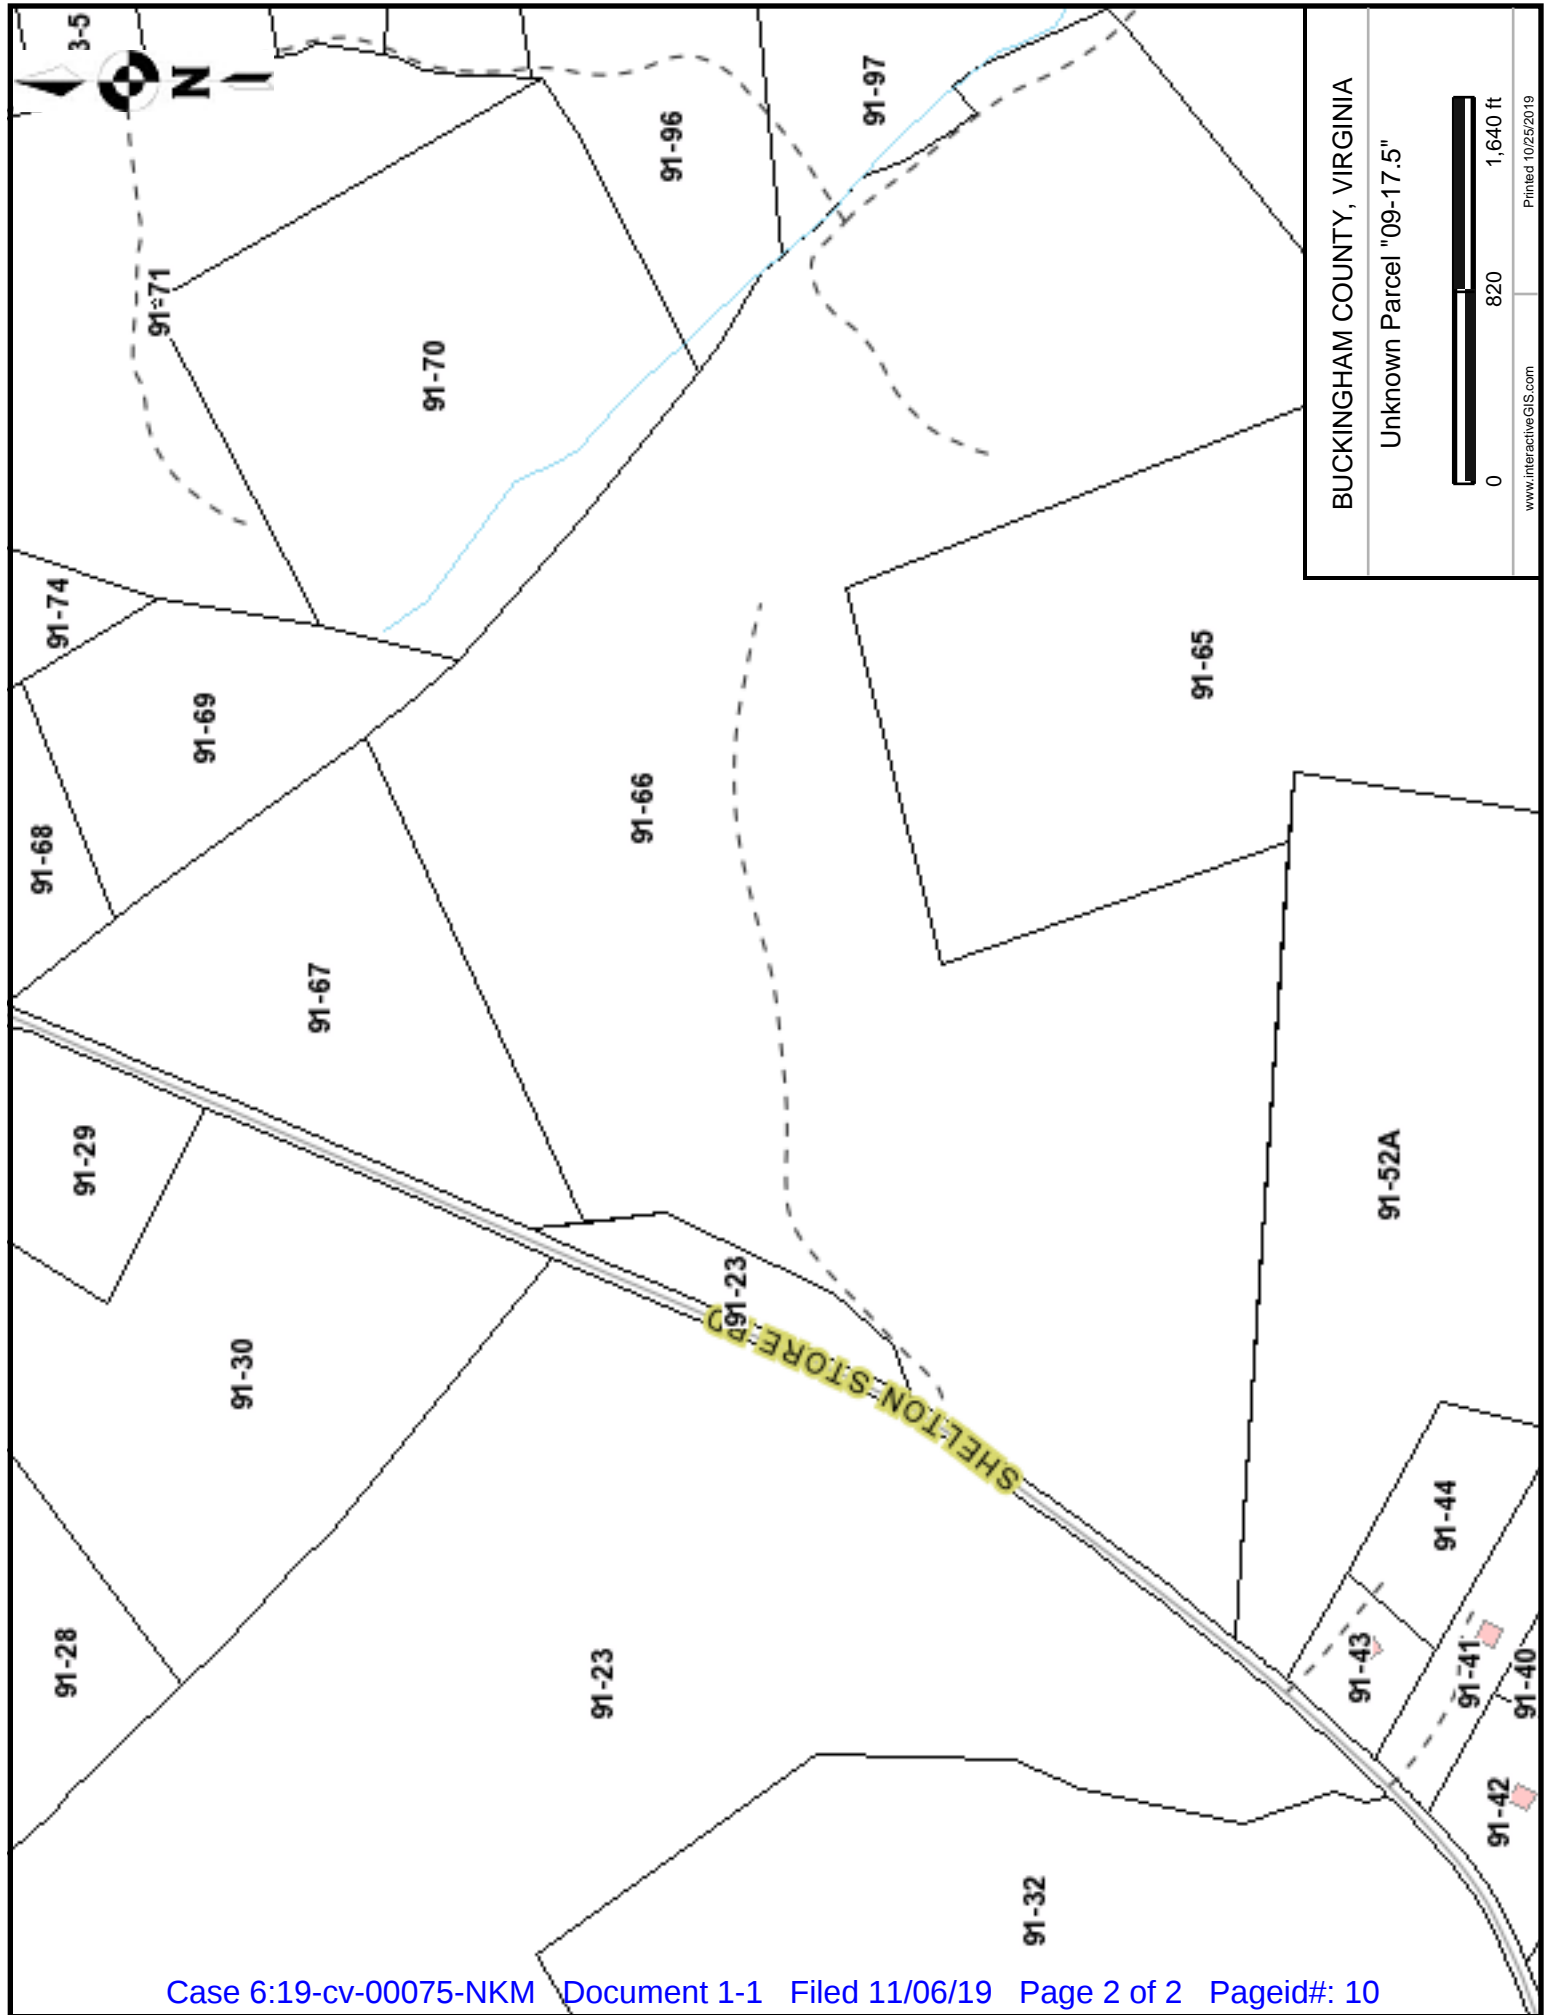 3-5
N
91-71
91-96
91-97
91-70
91-74
91-69
91-68
91-66
91-65
91-67
91-29
91-30
91-23
SHELTON STORE RD
91-52A
91-28
91-23
91-44
91-43
91-41
91-40
91-42
91-32
BUCKINGHAM COUNTY, VIRGINIA
Unknown Parcel "09-17.5"
0 820 1,640 ft
www.interactiveGIS.com Printed 10/25/2019
Case 6:19-cv-00075-NKM Document 1-1 Filed 11/06/19 Page 2 of 2 Pageid#: 10